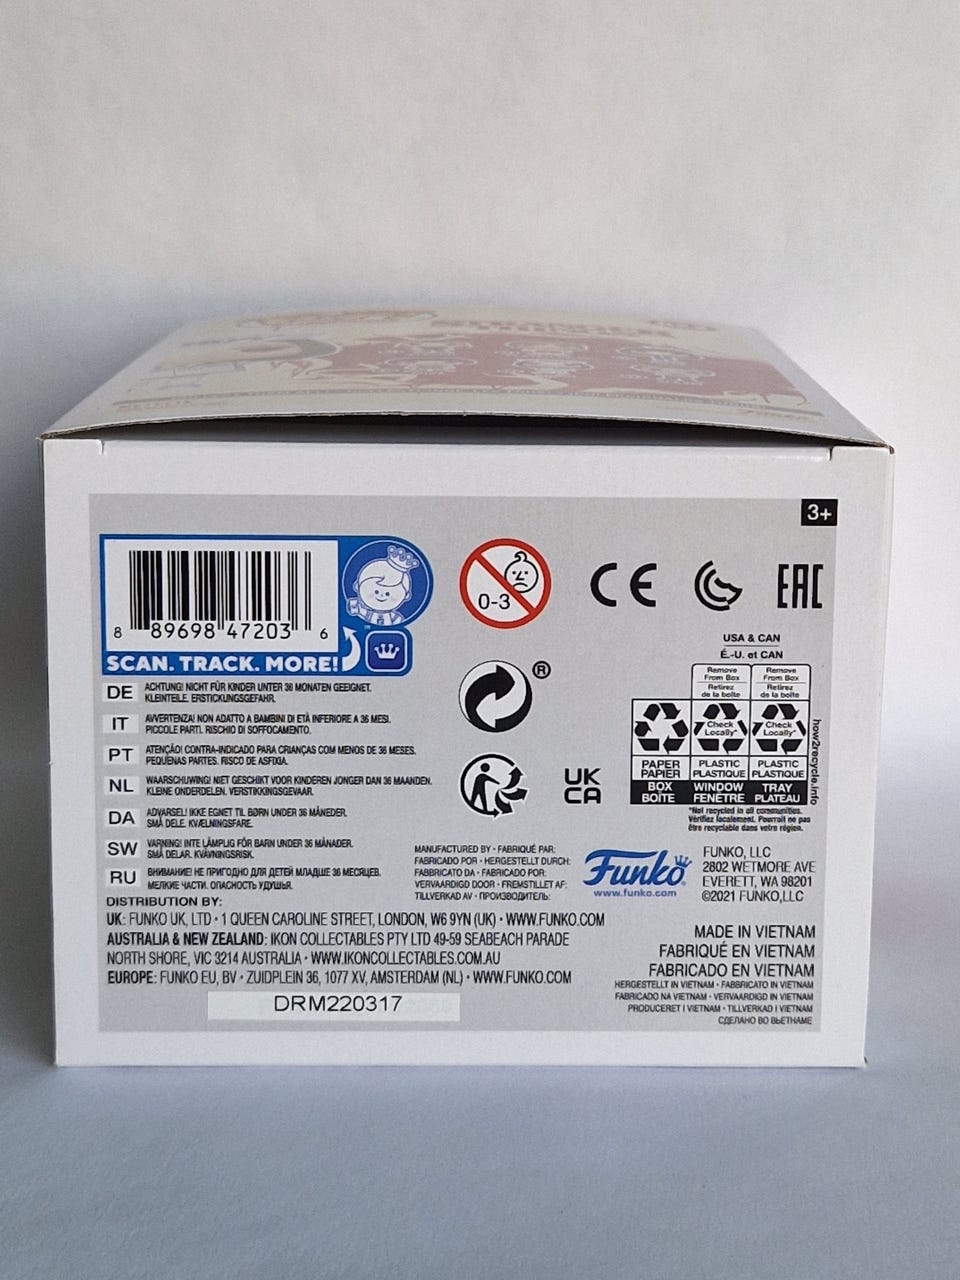 3+
8 89698 47203 6
SCAN. TRACK. MORE!
™
0-3
CE
EAC
®
UK
CA
USA & CAN
É.-U. et CAN
Remove From Box
Retirez de la boîte
Remove From Box
Retirez de la boîte
Check Locally*
Check Locally*
PAPER PAPIER
PLASTIC PLASTIQUE
PLASTIC PLASTIQUE
BOX BOÎTE
WINDOW FENÊTRE
TRAY PLATEAU
how2recycle.info
*Not recycled in all communities.
Vérifiez localement. Pourrait ne pas
être recyclable dans votre région.
DE ACHTUNG! NICHT FÜR KINDER UNTER 36 MONATEN GEEIGNET.
KLEINTEILE. ERSTICKUNGSGEFAHR.
IT AVVERTENZA! NON ADATTO A BAMBINI DI ETÀ INFERIORE A 36 MESI.
PICCOLE PARTI. RISCHIO DI SOFFOCAMENTO.
PT ATENÇÃO! CONTRA-INDICADO PARA CRIANÇAS COM MENOS DE 36 MESES.
PEQUENAS PARTES. RISCO DE ASFIXIA.
NL WAARSCHUWING! NIET GESCHIKT VOOR KINDEREN JONGER DAN 36 MAANDEN.
KLEINE ONDERDELEN. VERSTIKKINGSGEVAAR.
DA ADVARSEL! IKKE EGNET TIL BØRN UNDER 36 MÅNEDER.
SMÅ DELE. KVÆLNINGSFARE.
SW VARNING! INTE LÄMPLIG FÖR BARN UNDER 36 MÅNADER.
SMÅ DELAR. KVÄVNINGSRISK.
RU ВНИМАНИЕ! НЕ ПРИГОДНО ДЛЯ ДЕТЕЙ МЛАДШЕ 36 МЕСЯЦЕВ.
МЕЛКИЕ ЧАСТИ. ОПАСНОСТЬ УДУШЬЯ.
MANUFACTURED BY • FABRIQUÉ PAR:
FABRICADO POR • HERGESTELLT DURCH:
FABBRICATO DA • FABRICADO POR:
VERVAARDIGD DOOR • FREMSTILLET AF:
TILLVERKAD AV • ПРОИЗВОДИТЕЛЬ:
Funko®
www.funko.com
FUNKO, LLC
2802 WETMORE AVE
EVERETT, WA 98201
©2021 FUNKO,LLC
DISTRIBUTION BY:
UK: FUNKO UK, LTD • 1 QUEEN CAROLINE STREET, LONDON, W6 9YN (UK) • WWW.FUNKO.COM
AUSTRALIA & NEW ZEALAND: IKON COLLECTABLES PTY LTD 49-59 SEABEACH PARADE
NORTH SHORE, VIC 3214 AUSTRALIA • WWW.IKONCOLLECTABLES.COM.AU
EUROPE: FUNKO EU, BV • ZUIDPLEIN 36, 1077 XV, AMSTERDAM (NL) • WWW.FUNKO.COM
DRM220317
MADE IN VIETNAM
FABRIQUÉ EN VIETNAM
FABRICADO EN VIETNAM
HERGESTELLT IN VIETNAM • FABBRICATO IN VIETNAM
FABRICADO NA VIETNAM • VERVAARDIGD IN VIETNAM
PRODUCERET I VIETNAM • TILLVERKAD I VIETNAM
СДЕЛАНО ВО ВЬЕТНАМЕ